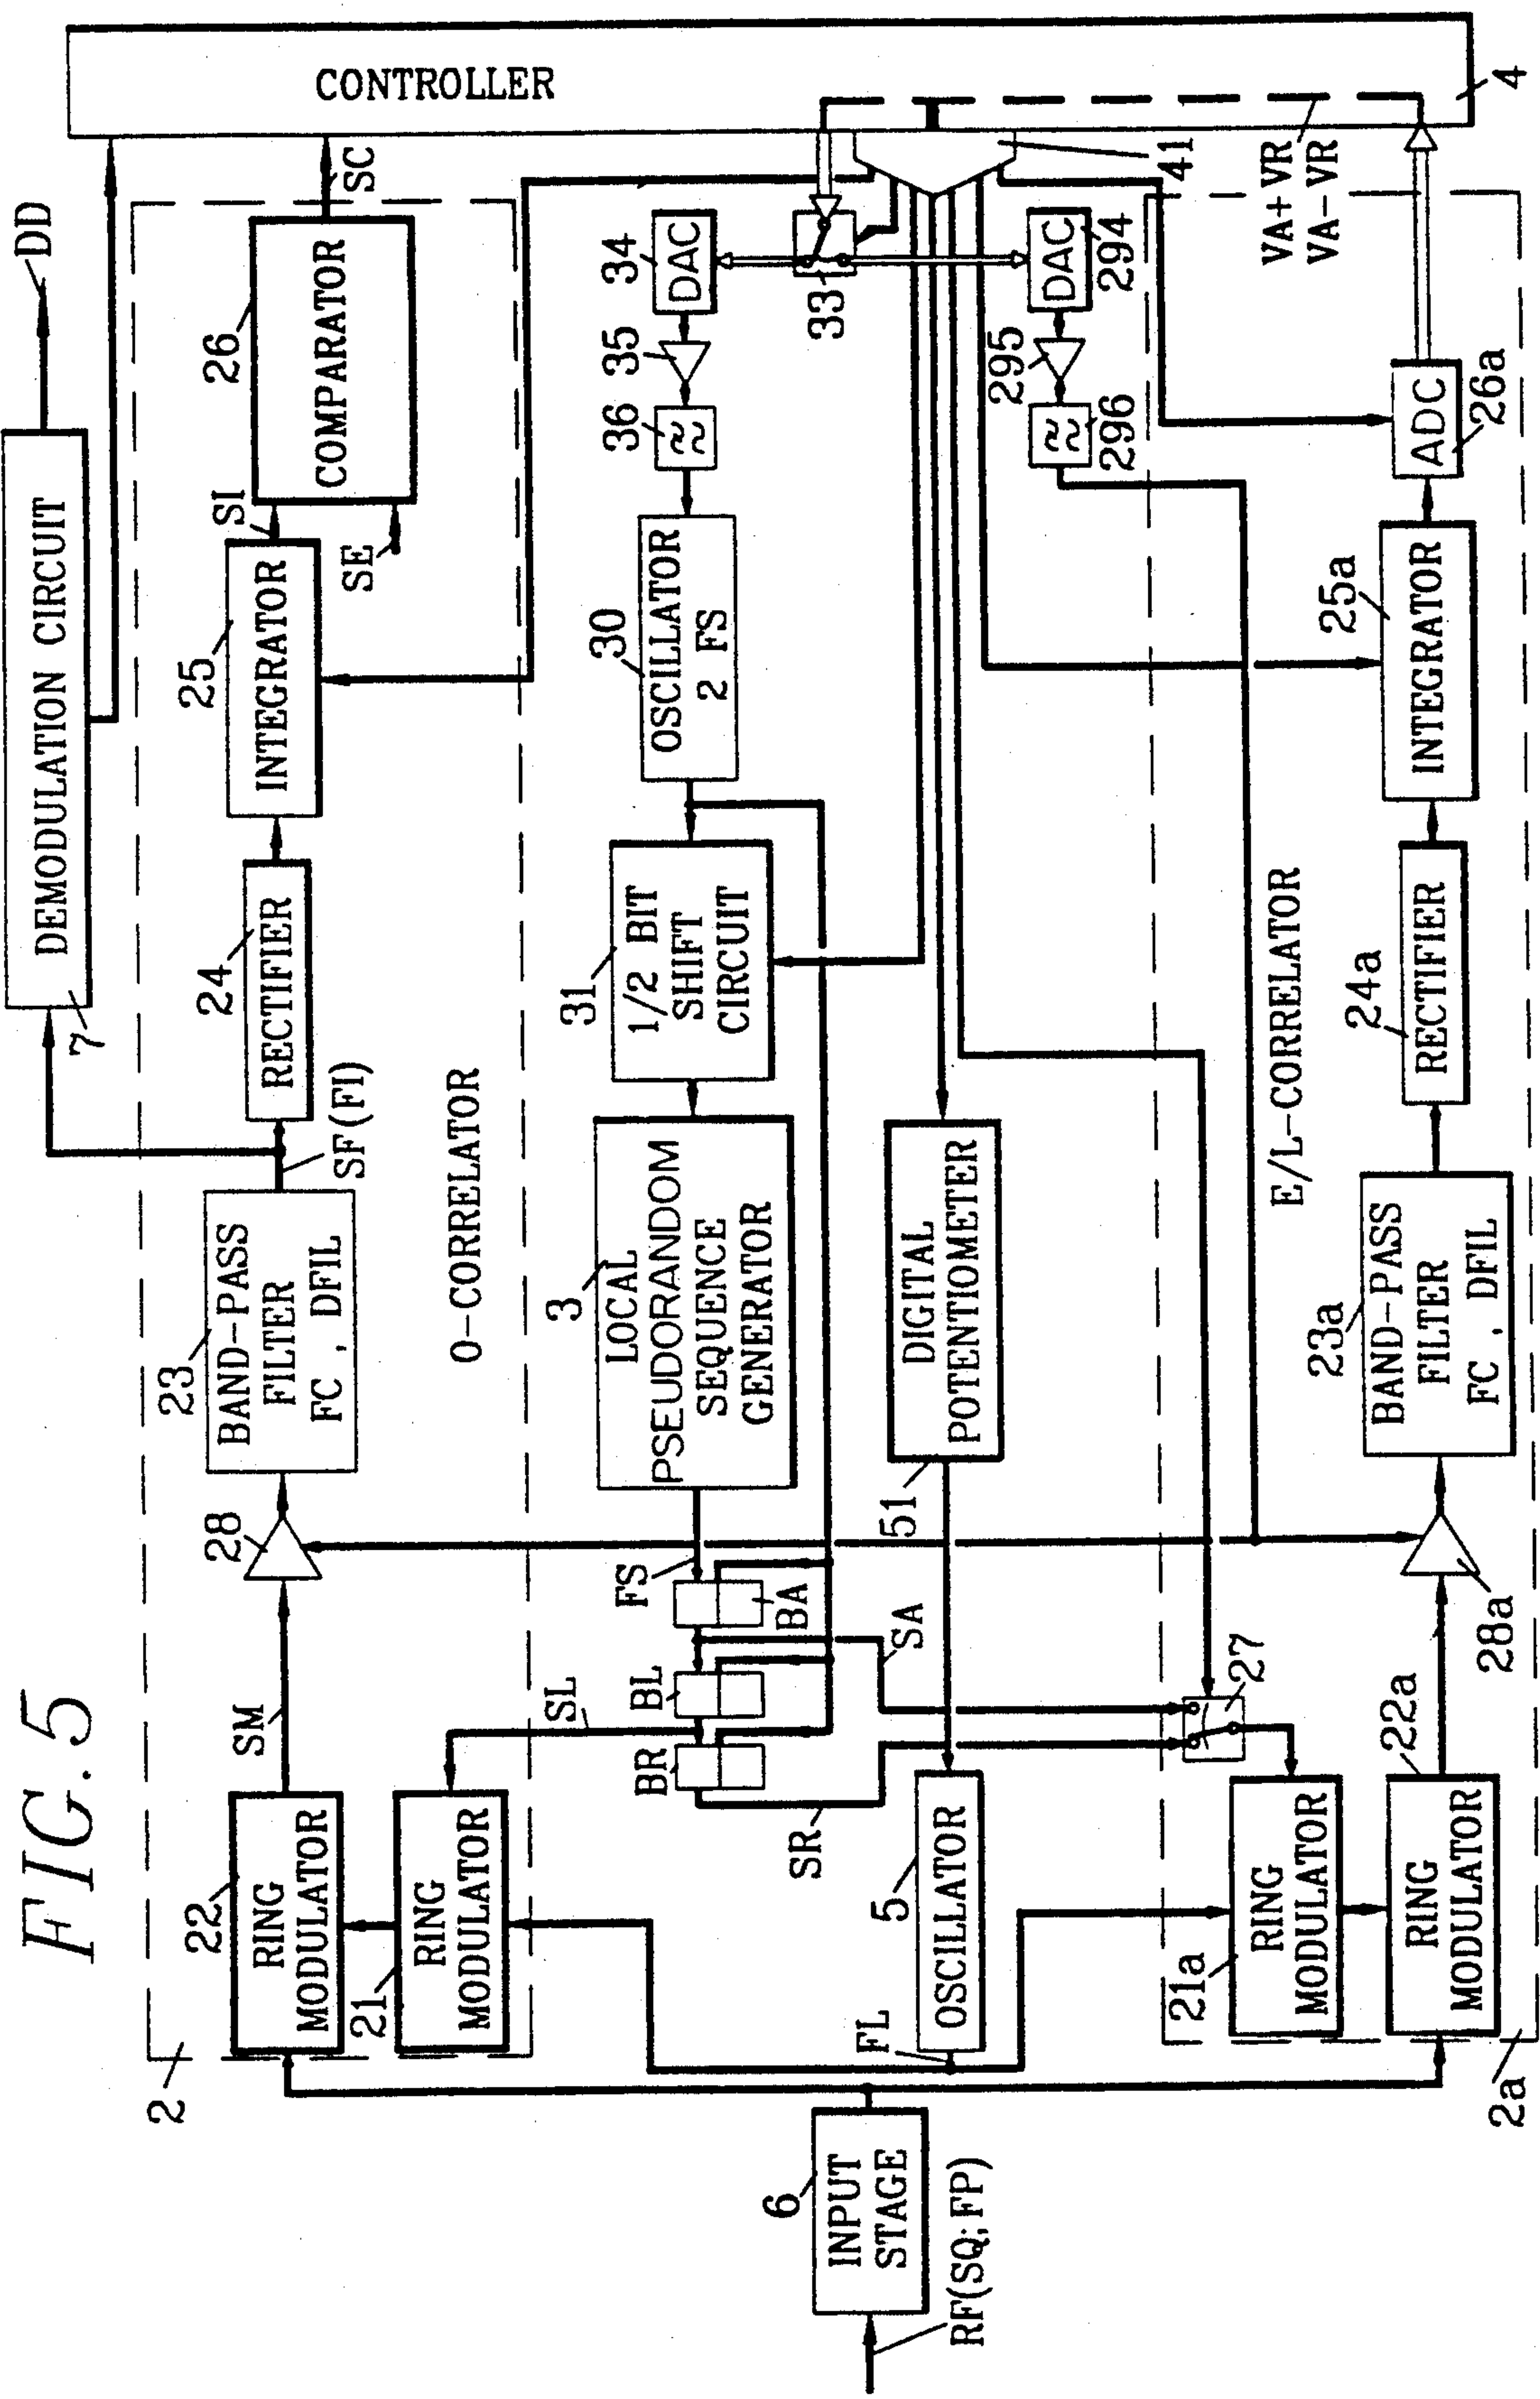 FIG. 5
DEMODULATION CIRCUIT
7
DD
CONTROLLER
4
2
22
RING
MODULATOR
21
RING
MODULATOR
SM
28
23
BAND-PASS
FILTER
FC, DFIL
SF(FI)
24
RECTIFIER
25
INTEGRATOR
SI
SE
26
COMPARATOR
SC
O-CORRELATOR
SL
BR
BL
BA
FS
SA
SR
3
LOCAL
PSEUDORANDOM
SEQUENCE
GENERATOR
31
1/2 BIT
SHIFT
CIRCUIT
30
OSCILLATOR
2 FS
36
35
34
DAC
33
41
6
INPUT
STAGE
RF(SQ;FP)
FL
5
OSCILLATOR
51
DIGITAL
POTENTIOMETER
296
295
DAC
294
E/L-CORRELATOR
VA+VR
VA-VR
27
21a
RING
MODULATOR
22a
RING
MODULATOR
2a
28a
23a
BAND-PASS
FILTER
FC, DFIL
24a
RECTIFIER
25a
INTEGRATOR
ADC
26a